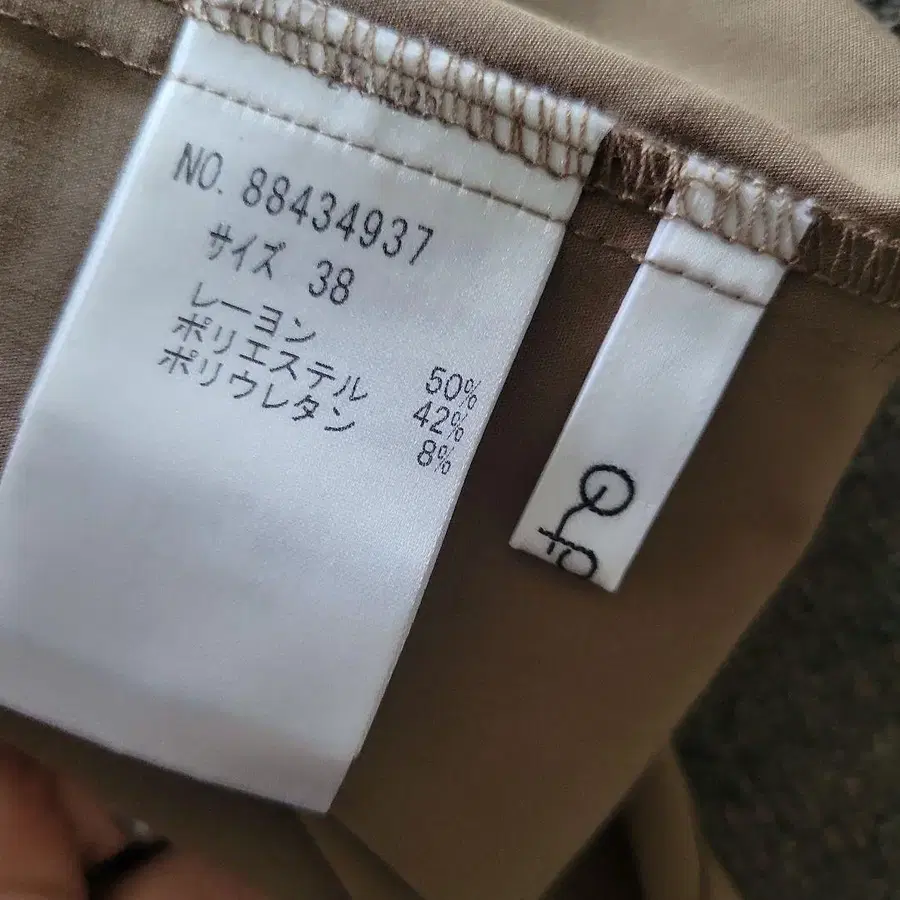 NO. 88434937
サイズ 38
レーヨン 50%
ポリエステル 42%
ポリウレタン 8%